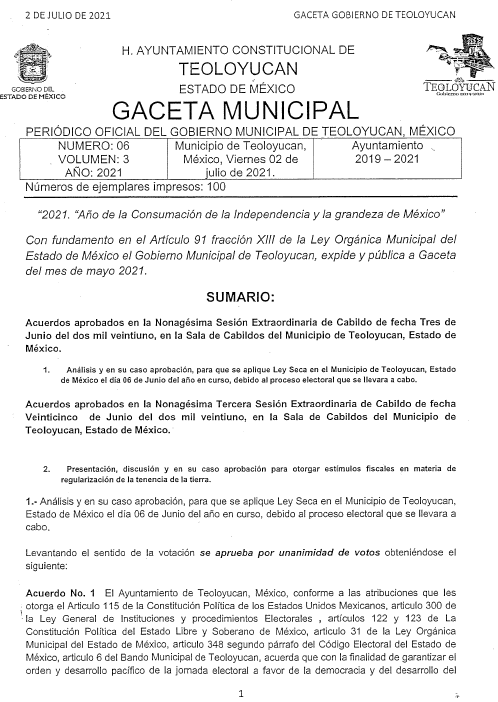 2 DE JULIO DE 2021 GACETA GOBIERNO DE TEOLOYUCAN
H. AYUNTAMIENTO CONSTITUCIONAL DE
TEOLOYUCAN
ESTADO DE MÉXICO
GACETA MUNICIPAL
GOBIERNO DEL
ESTADO DE MÉXICO
TEOLOYUCAN
Gobierno 2019-2021
PERIÓDICO OFICIAL DEL GOBIERNO MUNICIPAL DE TEOLOYUCAN, MÉXICO
NUMERO: 06 Municipio de Teoloyucan, Ayuntamiento
VOLUMEN: 3 México, Viernes 02 de 2019 – 2021
AÑO: 2021 julio de 2021.
Números de ejemplares impresos: 100
"2021. "Año de la Consumación de la Independencia y la grandeza de México"
Con fundamento en el Artículo 91 fracción XIII de la Ley Orgánica Municipal del
Estado de México el Gobierno Municipal de Teoloyucan, expide y pública a Gaceta
del mes de mayo 2021.
SUMARIO:
Acuerdos aprobados en la Nonagésima Sesión Extraordinaria de Cabildo de fecha Tres de
Junio del dos mil veintiuno, en la Sala de Cabildos del Municipio de Teoloyucan, Estado de
México.
1. Análisis y en su caso aprobación, para que se aplique Ley Seca en el Municipio de Teoloyucan, Estado
de México el día 06 de Junio del año en curso, debido al proceso electoral que se llevara a cabo.
Acuerdos aprobados en la Nonagésima Tercera Sesión Extraordinaria de Cabildo de fecha
Veinticinco de Junio del dos mil veintiuno, en la Sala de Cabildos del Municipio de
Teoloyucan, Estado de México.
2. Presentación, discusión y en su caso aprobación para otorgar estímulos fiscales en materia de
regularización de la tenencia de la tierra.
1.- Análisis y en su caso aprobación, para que se aplique Ley Seca en el Municipio de Teoloyucan,
Estado de México el día 06 de Junio del año en curso, debido al proceso electoral que se llevara a
cabo.
Levantando el sentido de la votación se aprueba por unanimidad de votos obteniéndose el
siguiente:
Acuerdo No. 1 El Ayuntamiento de Teoloyucan, México, conforme a las atribuciones que les
otorga el Articulo 115 de la Constitución Política de los Estados Unidos Mexicanos, articulo 300 de
la Ley General de Instituciones y procedimientos Electorales , artículos 122 y 123 de La
Constitución Política del Estado Libre y Soberano de México, articulo 31 de la Ley Orgánica
Municipal del Estado de México, articulo 348 segundo párrafo del Código Electoral del Estado de
México, articulo 6 del Bando Municipal de Teoloyucan, acuerda que con la finalidad de garantizar el
orden y desarrollo pacífico de la jornada electoral a favor de la democracia y del desarrollo del
1